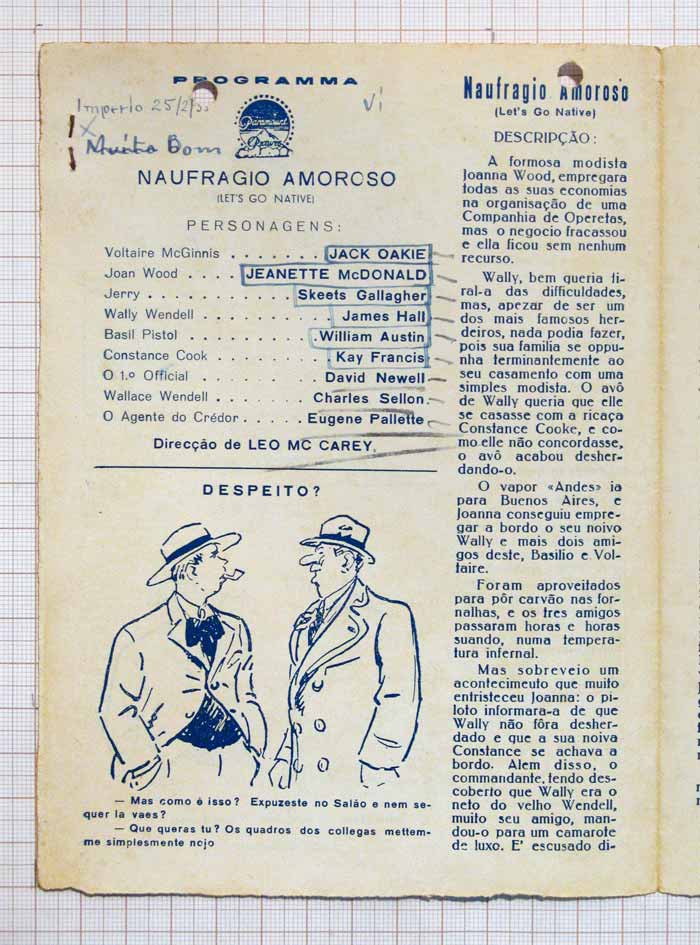 PROGRAMMA
Imperio 25/2/33
Vi
X
Muito Bom
Paramount
Picture
NAUFRAGIO AMOROSO
(LET'S GO NATIVE)
PERSONAGENS:
Voltaire McGinnis . . . . . . . JACK OAKIE
Joan Wood . . . . . JEANETTE McDONALD
Jerry . . . . . . . . . . Skeets Gallagher
Wally Wendell . . . . . . . . James Hall
Basil Pistol . . . . . . . . William Austin
Constance Cook . . . . . . . Kay Francis
O 1.º Official . . . . . . . David Newell
Wallace Wendell . . . . . . Charles Sellon.
O Agente do Crédor . . . . . Eugene Pallette
Direcção de LEO MC CAREY.
DESPEITO?
— Mas como é isso? Expuzeste no Salão e nem se-
quer la vaes?
— Que queras tu? Os quadros dos collegas mettem-
me simplesmente nojo
Naufragio Amoroso
(Let's Go Native)
DESCRIPÇÃO:
A formosa modista
Joanna Wood, empregara
todas as suas economias
na organisação de uma
Companhia de Operetas,
mas o negocio fracassou
e ella ficou sem nenhum
recurso.
Wally, bem queria ti-
ral-a das difficuldades,
mas, apezar de ser um
dos mais famosos her-
deiros, nada podia fazer,
pois sua familia se oppu-
nha terminantemente ao
seu casamento com uma
simples modista. O avô
de Wally queria que elle
se casasse com a ricaça
Constance Cooke, e co-
mo elle não concordasse,
o avô acabou desher-
dando-o.
O vapor «Andes» ia
para Buenos Aires, e
Joanna conseguiu empre-
gar a bordo o seu noivo
Wally e mais dois ami-
gos deste, Basilio e Vol-
taire.
Foram aproveitados
para pôr carvão nas for-
nalhas, e os tres amigos
passaram horas e horas
suando, numa tempera-
tura infernal.
Mas sobreveio um
acontecimeuto que muito
entristeceu Joanna: o pi-
loto informara-a de que
Wally não fôra desher-
dado e que a sua noiva
Constance se achava a
bordo. Alem disso, o
commandante, tendo des-
coberto que Wally era o
neto do velho Wendell,
muito seu amigo, man-
dou-o para um camarote
de luxo. E' escusado di-